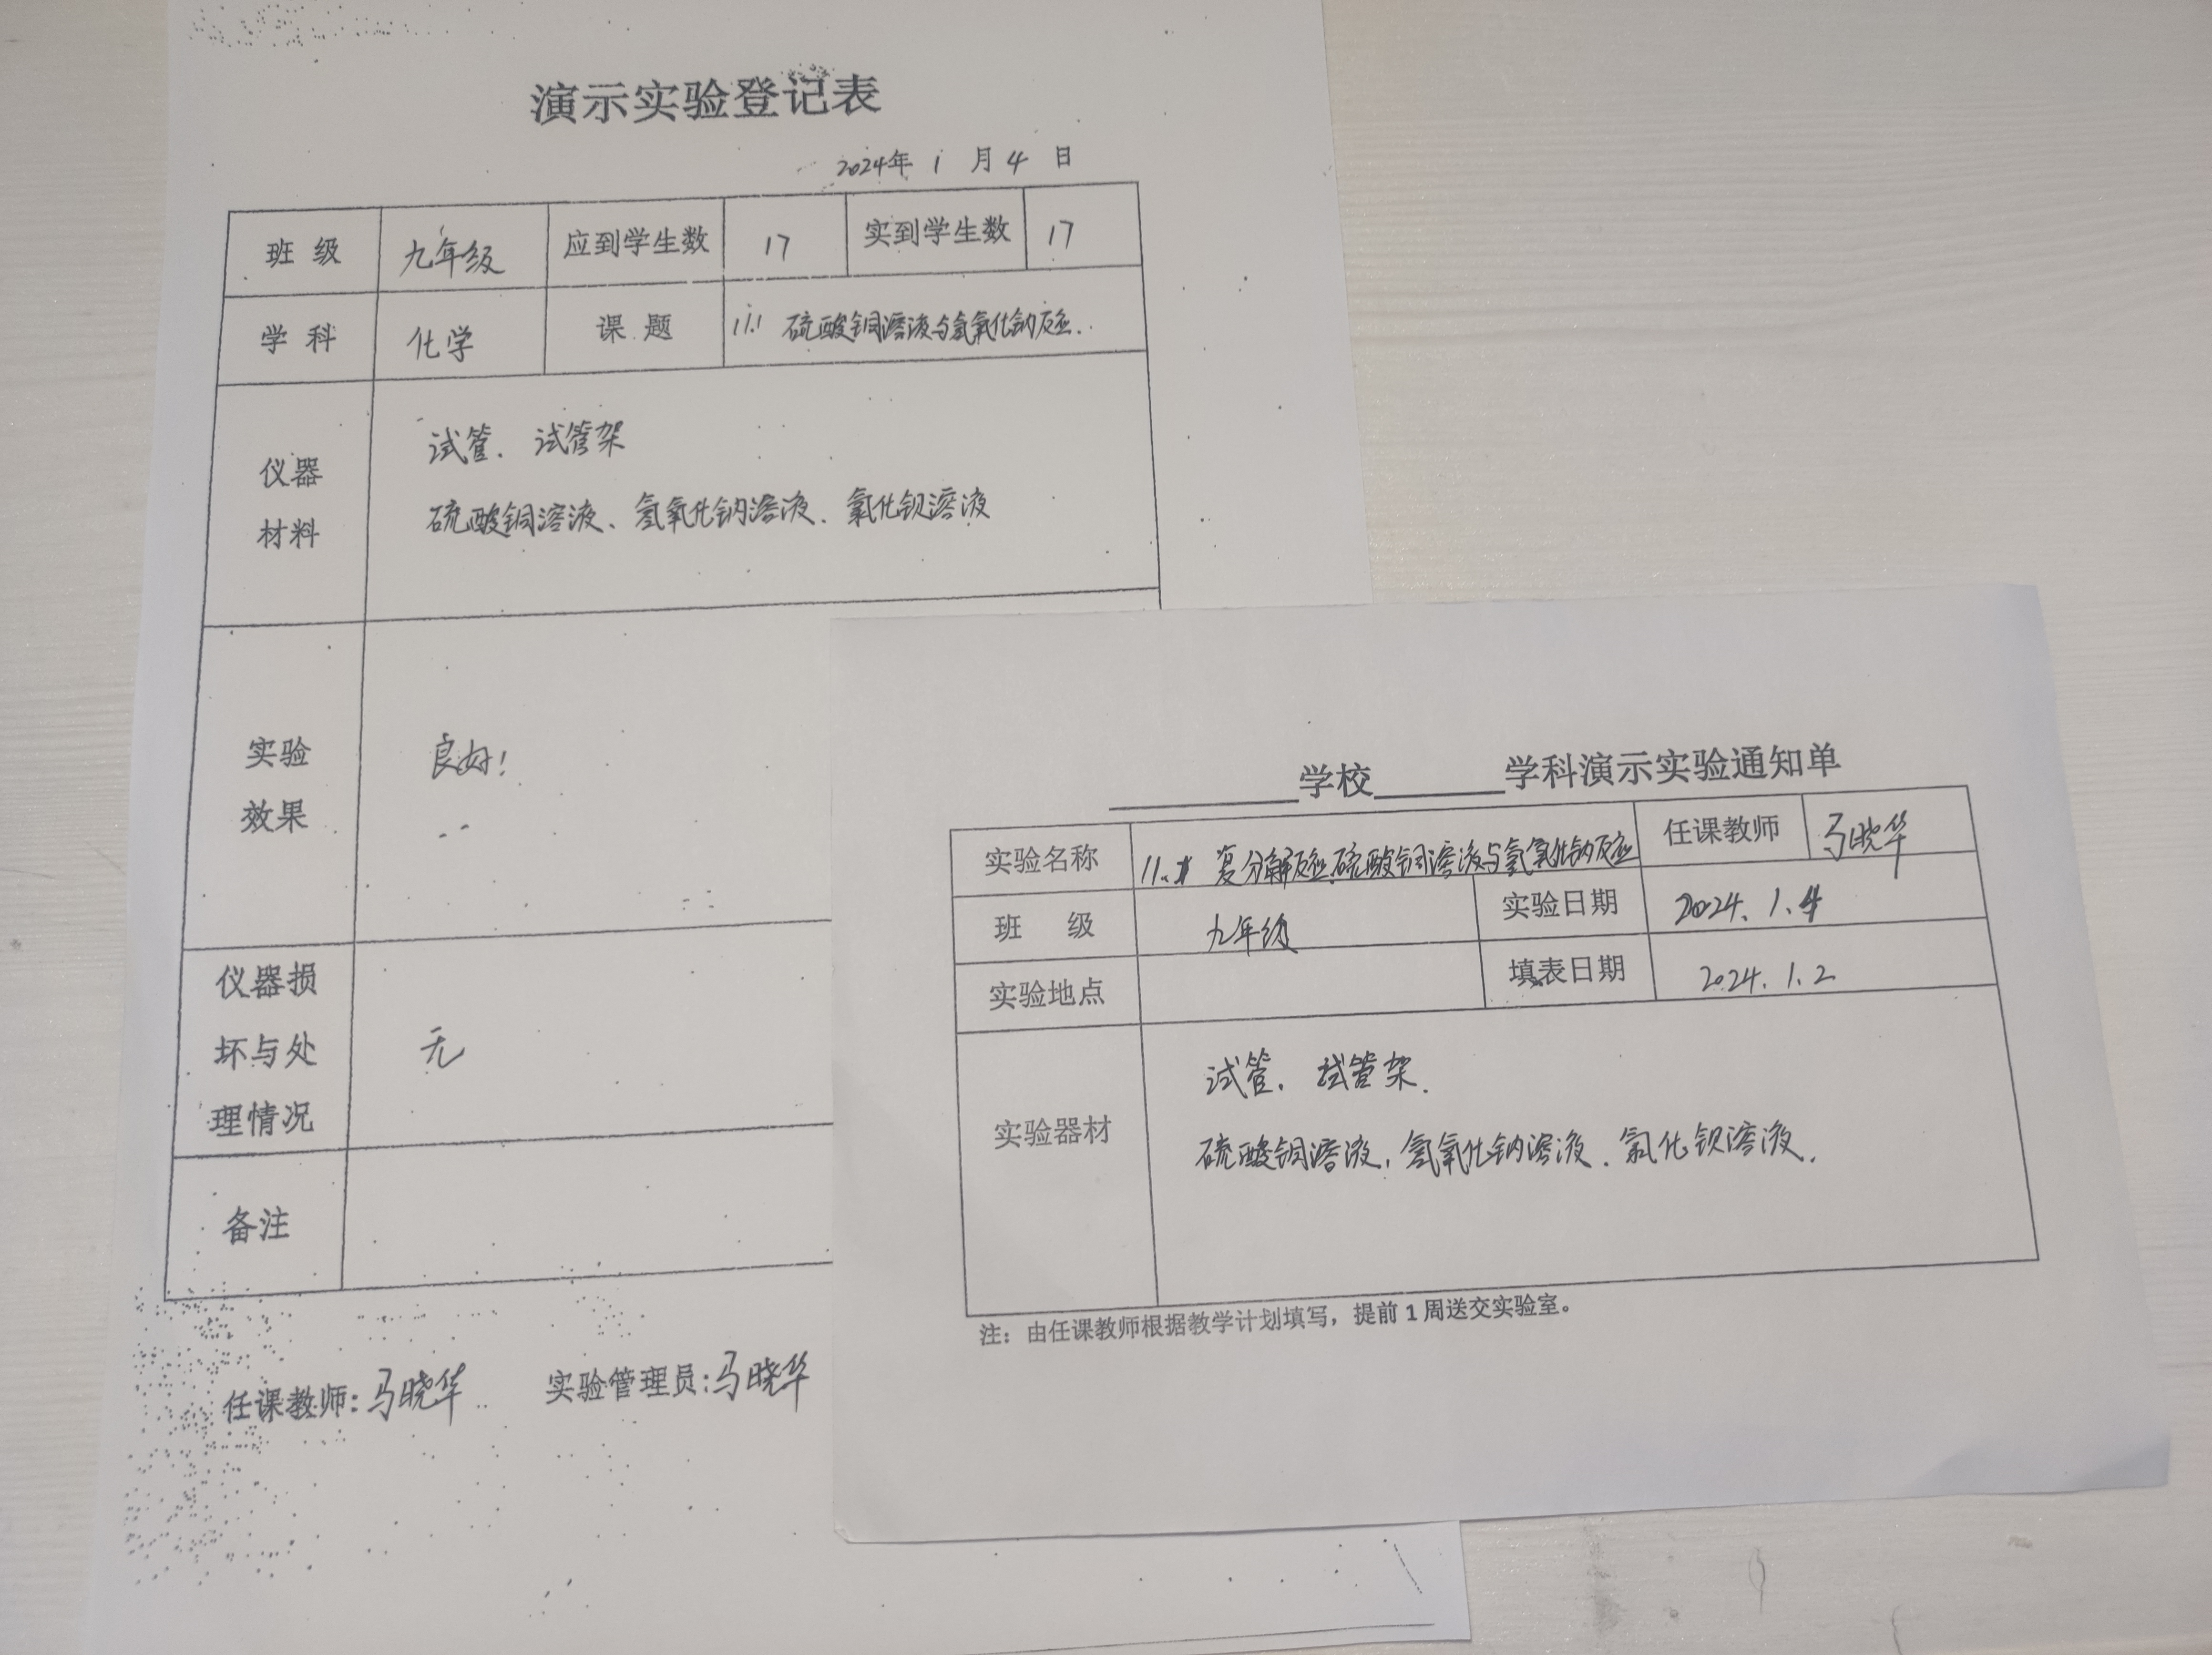 演示实验登记表
2024年 1 月 4 日
班 级 九年级 应到学生数 17 实到学生数 17
学 科 化学 课 题 11.1 硫酸铜溶液与氢氧化钠反应.
仪器
材料
试管、试管架
硫酸铜溶液、氢氧化钠溶液、氯化钡溶液
实验
效果
良好!
仪器损
坏与处
理情况
无
备注
任课教师:马晓华 实验管理员:马晓华
学校 学科演示实验通知单
实验名称 11.1 复分解反应.硫酸铜溶液与氢氧化钠反应 任课教师 马晓华
班 级 九年级 实验日期 2024.1.4
实验地点 填表日期 2024.1.2
实验器材
试管、试管架.
硫酸铜溶液、氢氧化钠溶液、氯化钡溶液.
注：由任课教师根据教学计划填写，提前1周送交实验室。